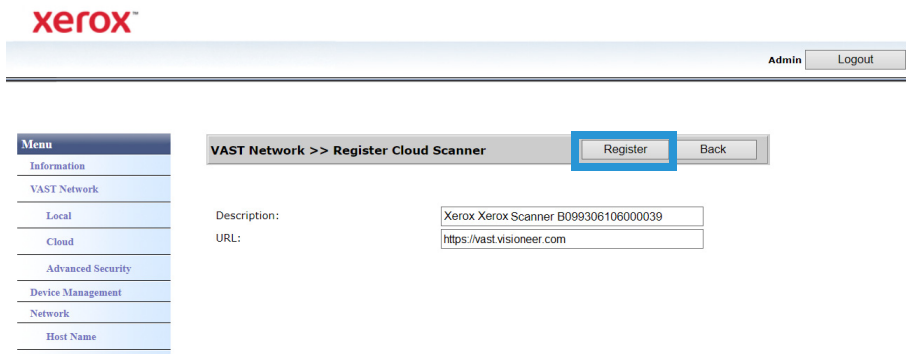 xerox™
Admin Logout
Menu
Information
VAST Network
Local
Cloud
Advanced Security
Device Management
Network
Host Name
VAST Network >> Register Cloud Scanner Register Back
Description: Xerox Xerox Scanner B099306106000039
URL: https://vast.visioneer.com